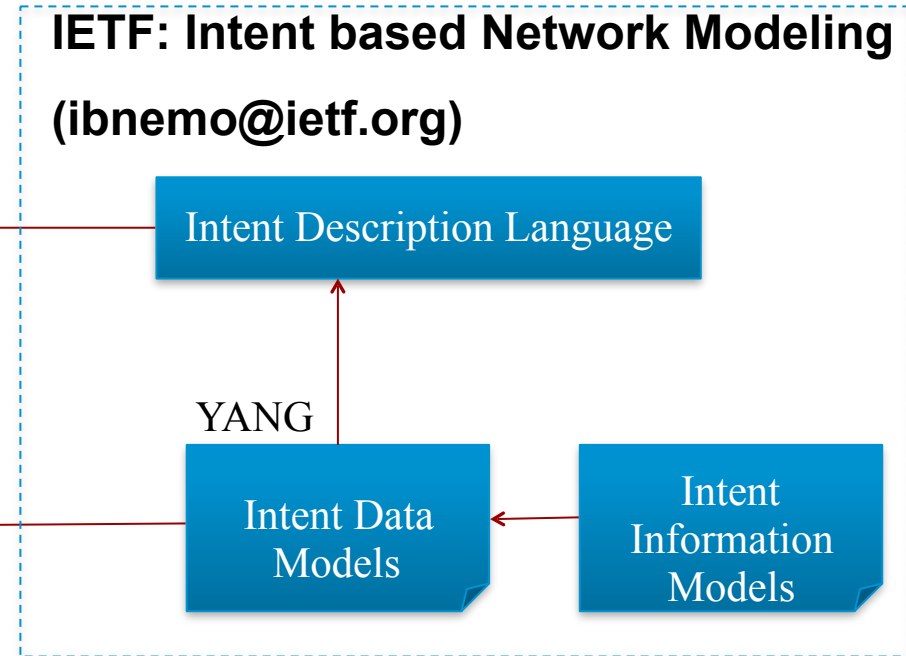 IETF: Intent based Network Modeling
(ibnemo@ietf.org)
Intent Description Language
YANG
Intent Data
Models
Intent
Information
Models